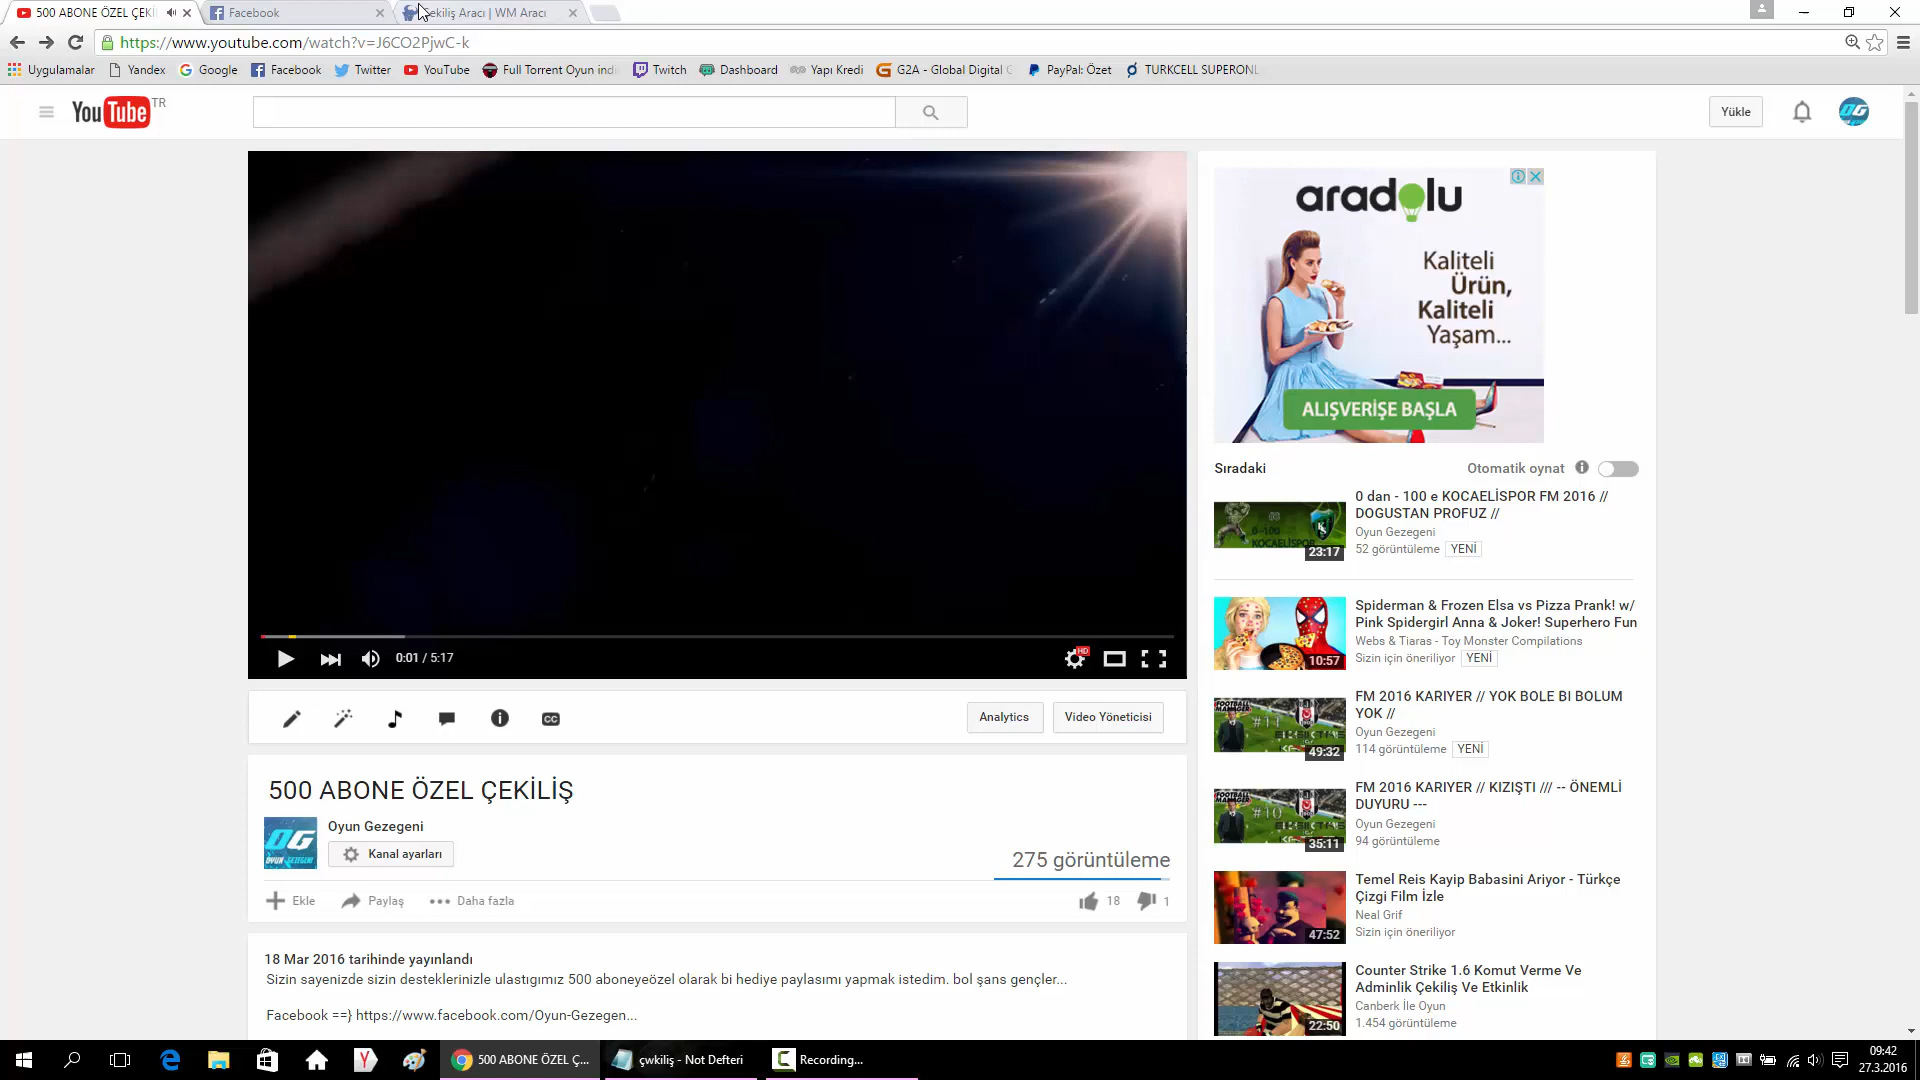 500 ABONE ÖZEL ÇEKİL
Facebook
ekiliş Aracı | WM Aracı
https://www.youtube.com/watch?v=J6CO2PjwC-k
Uygulamalar
Yandex
Google
Facebook
Twitter
YouTube
Full Torrent Oyun indi
Twitch
Dashboard
Yapı Kredi
G2A - Global Digital
PayPal: Özet
TURKCELL SUPERONL
YouTube TR
Yükle
OG
aradolu
Kaliteli
Ürün,
Kaliteli
Yaşam...
ALIŞVERİŞE BAŞLA
Sıradaki
Otomatik oynat
0 dan - 100 e KOCAELİSPOR FM 2016 //
DOGUSTAN PROFUZ //
Oyun Gezegeni
52 görüntüleme YENİ
23:17
Spiderman & Frozen Elsa vs Pizza Prank! w/
Pink Spidergirl Anna & Joker! Superhero Fun
Webs & Tiaras - Toy Monster Compilations
Sizin için öneriliyor YENİ
10:57
FM 2016 KARIYER // YOK BOLE BI BOLUM
YOK //
Oyun Gezegeni
114 görüntüleme YENİ
49:32
FM 2016 KARIYER // KIZIŞTI /// -- ÖNEMLİ
DUYURU ---
Oyun Gezegeni
94 görüntüleme
35:11
Temel Reis Kayip Babasini Ariyor - Türkçe
Çizgi Film İzle
Neal Grif
Sizin için öneriliyor
47:52
Counter Strike 1.6 Komut Verme Ve
Adminlik Çekiliş Ve Etkinlik
Canberk İle Oyun
1.454 görüntüleme
22:50
0:01 / 5:17
HD
CC
Analytics
Video Yöneticisi
500 ABONE ÖZEL ÇEKİLİŞ
OG
OYUN GEZEGENİ
Oyun Gezegeni
Kanal ayarları
275 görüntüleme
Ekle
Paylaş
Daha fazla
18
1
18 Mar 2016 tarihinde yayınlandı
Sizin sayenizde sizin desteklerinizle ulastıgımız 500 aboneyeözel olarak bi hediye paylasımı yapmak istedim. bol şans gençler...
Facebook ==} https://www.facebook.com/Oyun-Gezegen...
500 ABONE ÖZEL Ç...
çwkiliş - Not Defteri
Recording...
09:42
27.3.2016